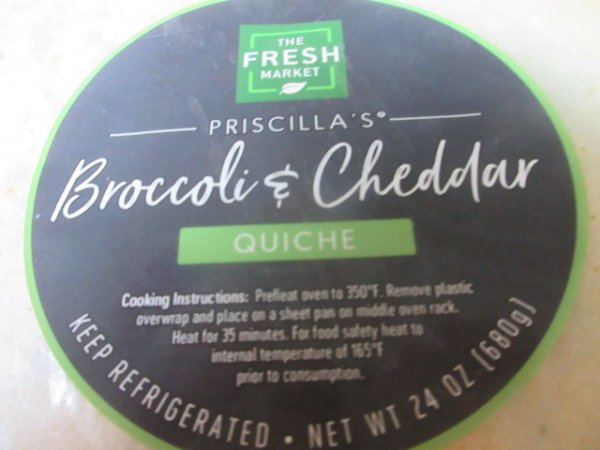 THE
FRESH
MARKET
PRISCILLA'S®
Broccoli & Cheddar
QUICHE
Cooking Instructions: Preheat oven to 350°F. Remove plastic
overwrap and place on a sheet pan on middle oven rack.
Heat for 35 minutes. For food safety heat to
internal temperature of 165°F
prior to consumption.
KEEP REFRIGERATED • NET WT 24 OZ (680g)